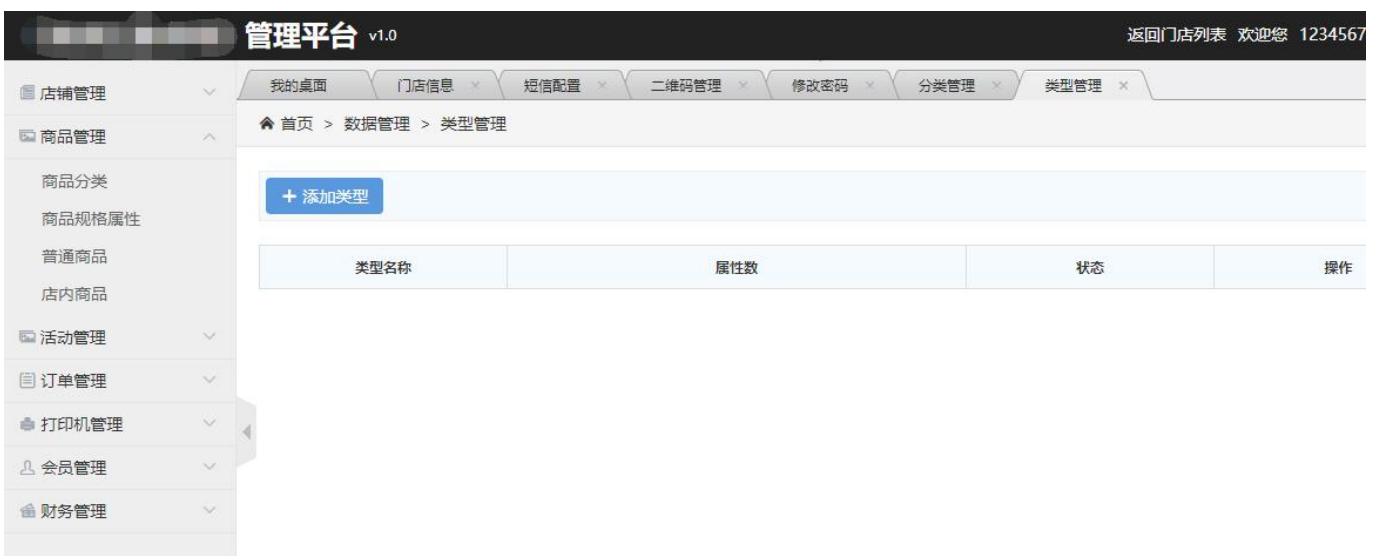 管理平台 v1.0
返回门店列表 欢迎您 1234567
我的桌面 门店信息 短信配置 二维码管理 修改密码 分类管理 类型管理
首页 > 数据管理 > 类型管理
店铺管理
商品管理
商品分类
商品规格属性
普通商品
店内商品
活动管理
订单管理
打印机管理
会员管理
财务管理
添加类型
类型名称 属性数 状态 操作